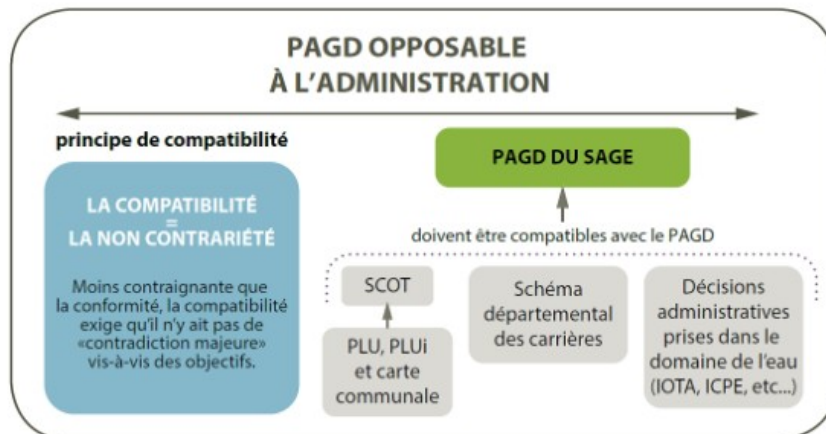 PAGD OPPOSABLE
À L'ADMINISTRATION
principe de compatibilité
LA COMPATIBILITÉ
=
LA NON CONTRARIÉTÉ
Moins contraignante que
la conformité, la compatibilité
exige qu'il n'y ait pas de
«contradiction majeure»
vis-à-vis des objectifs.
PAGD DU SAGE
doivent être compatibles avec le PAGD
SCOT
PLU, PLUi
et carte
communale
Schéma
départemental
des carrières
Décisions
administratives
prises dans le
domaine de l'eau
(IOTA, ICPE, etc...)